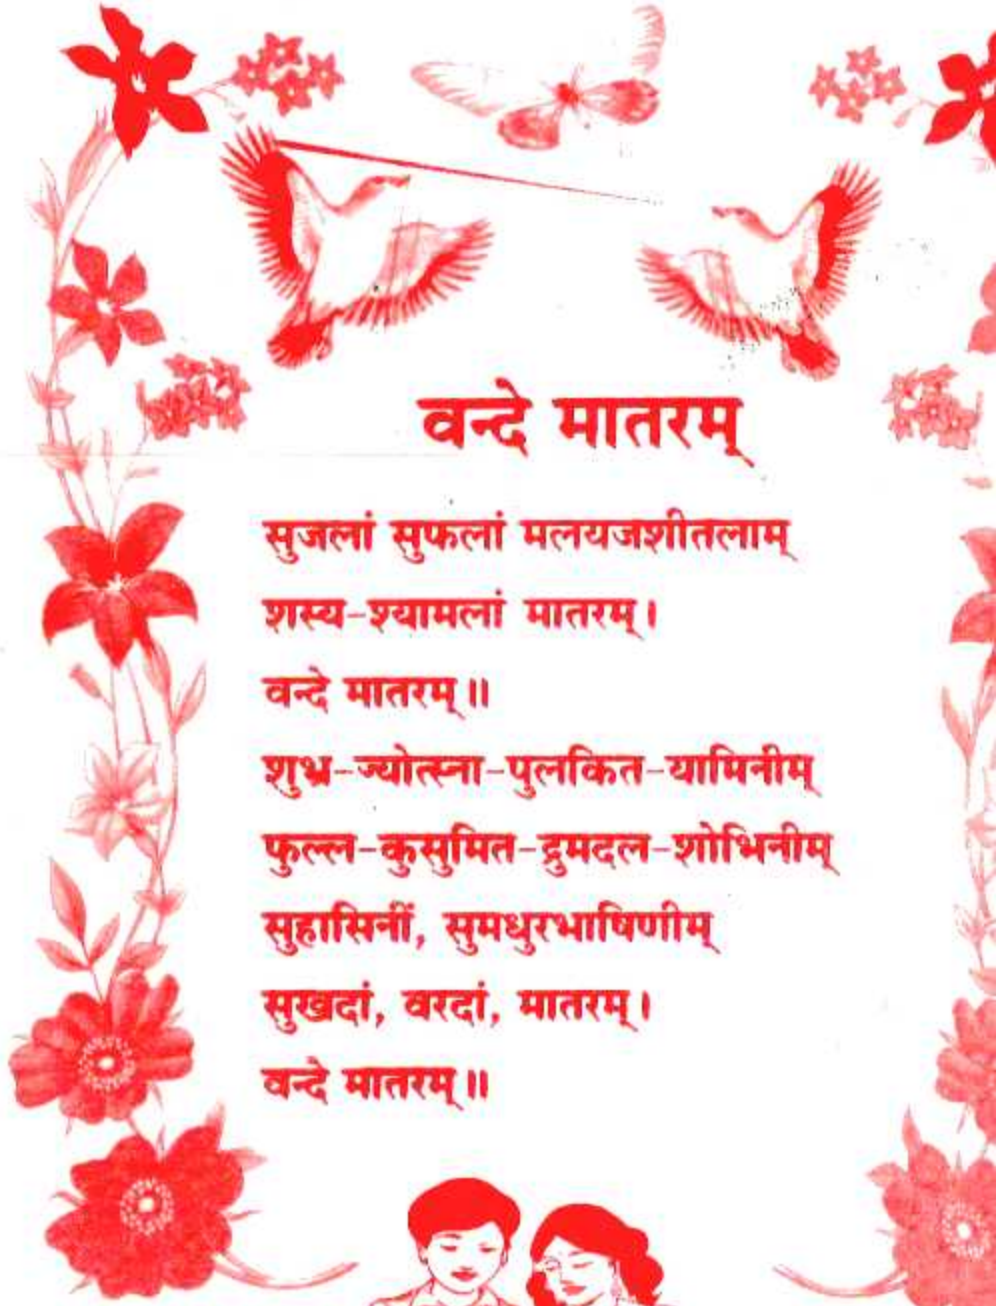 वन्दे मातरम्
सुजलां सुफलां मलयजशीतलाम्
शस्य-श्यामलां मातरम्।
वन्दे मातरम्॥
शुभ्र-ज्योत्स्ना-पुलकित-यामिनीम्
फुल्ल-कुसुमित-द्रुमदल-शोभिनीम्
सुहासिनीं, सुमधुरभाषिणीम्
सुखदां, वरदां, मातरम्।
वन्दे मातरम्॥